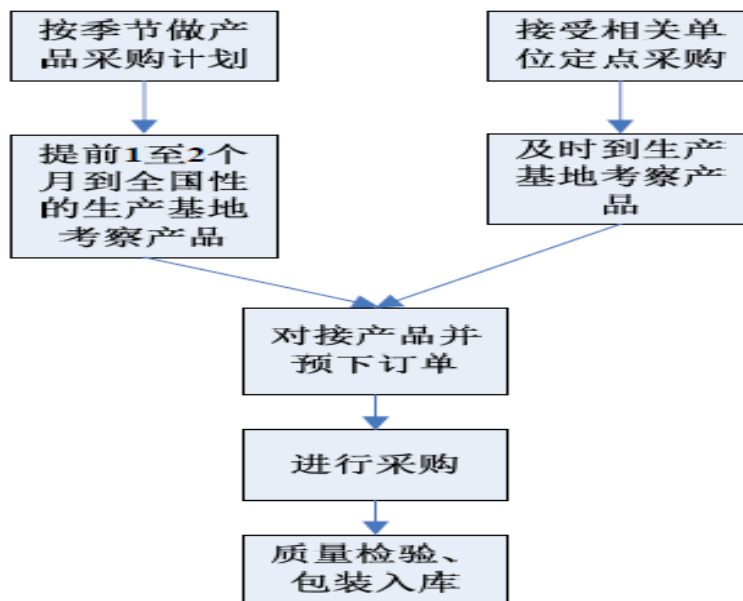 按季节做产
品采购计划
接受相关单
位定点采购
提前1至2个
月到全国性
的生产基地
考察产品
及时到生产
基地考察产
品
对接产品并
预下订单
进行采购
质量检验、
包装入库